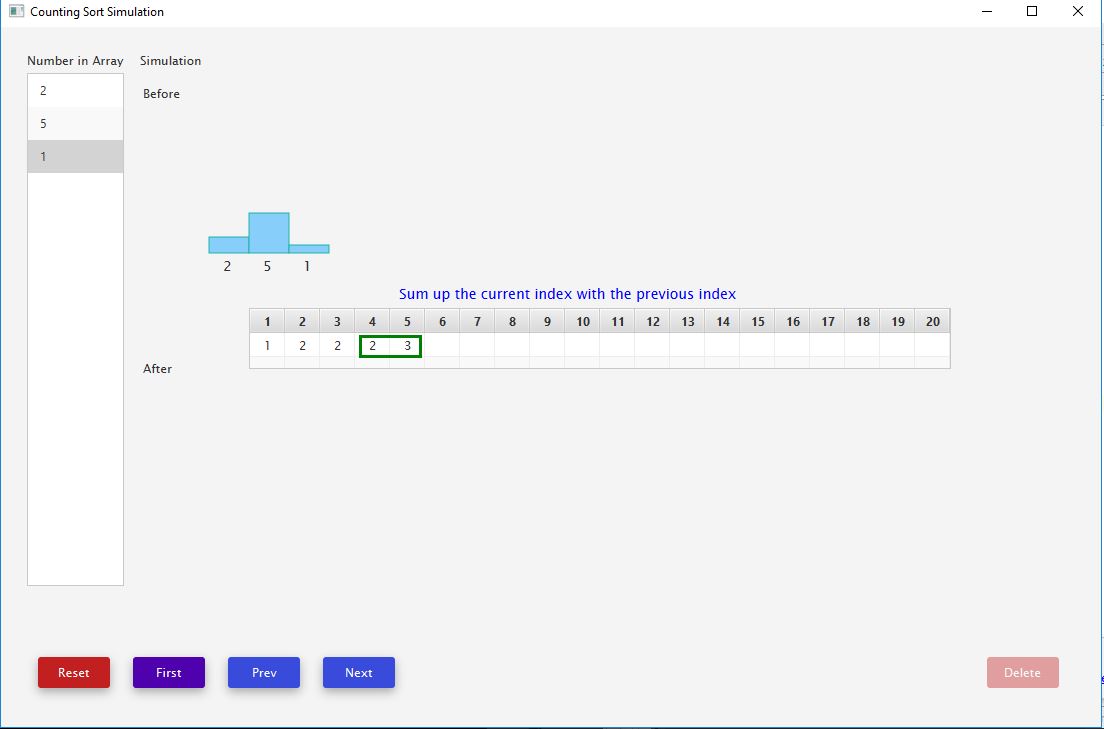 Counting Sort Simulation
Number in Array
Simulation
2
5
1
Before
2 5 1
Sum up the current index with the previous index
1 2 3 4 5 6 7 8 9 10 11 12 13 14 15 16 17 18 19 20
1 2 2 2 3
After
Reset First Prev Next Delete